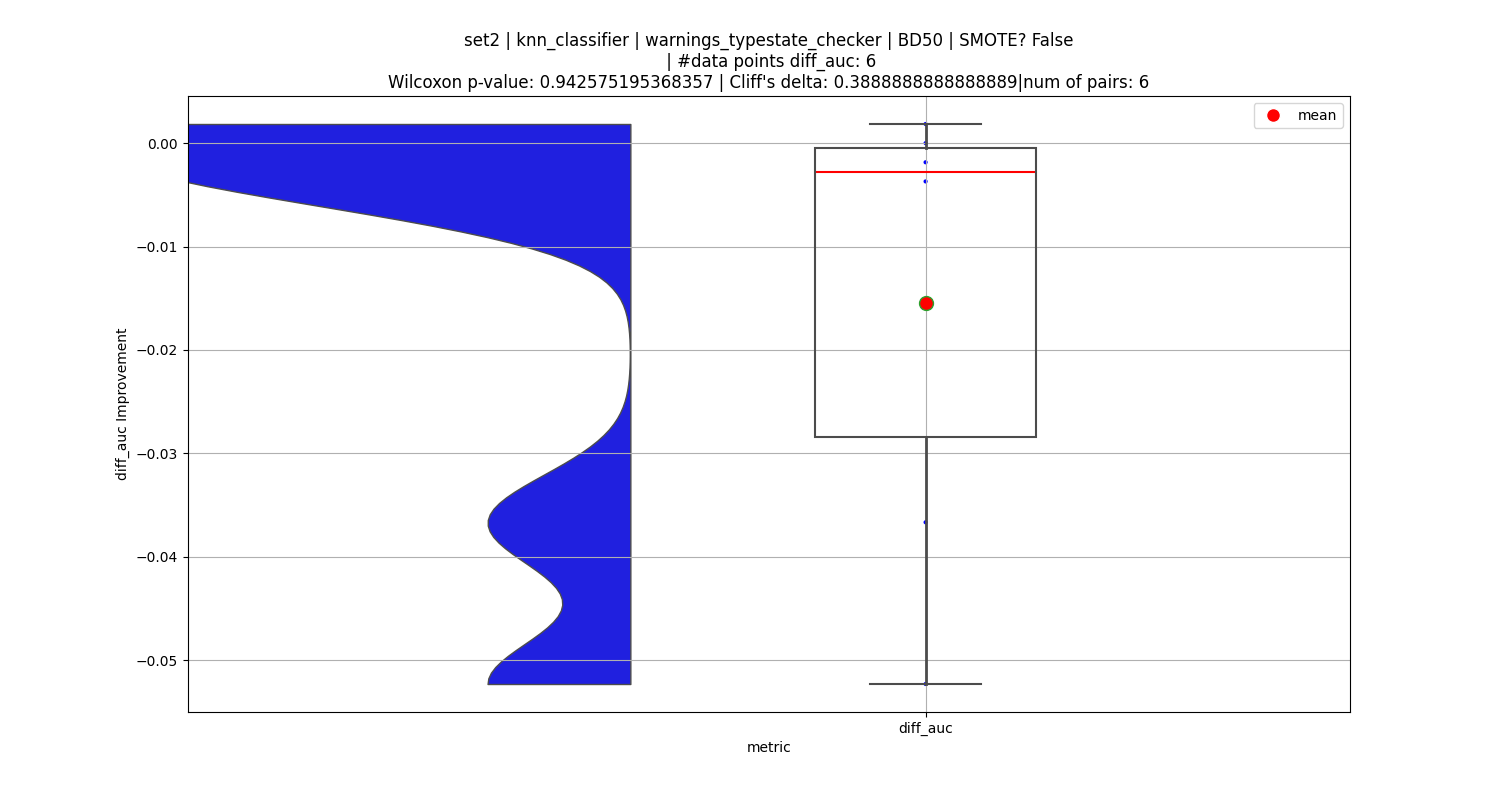 set2 | knn_classifier | warnings_typestate_checker | BD50 | SMOTE? False
| #data points diff_auc: 6
Wilcoxon p-value: 0.942575195368357 | Cliff's delta: 0.3888888888888889|num of pairs: 6
mean
0.00
−0.01
−0.02
−0.03
−0.04
−0.05
diff_auc Improvement
diff_auc
metric